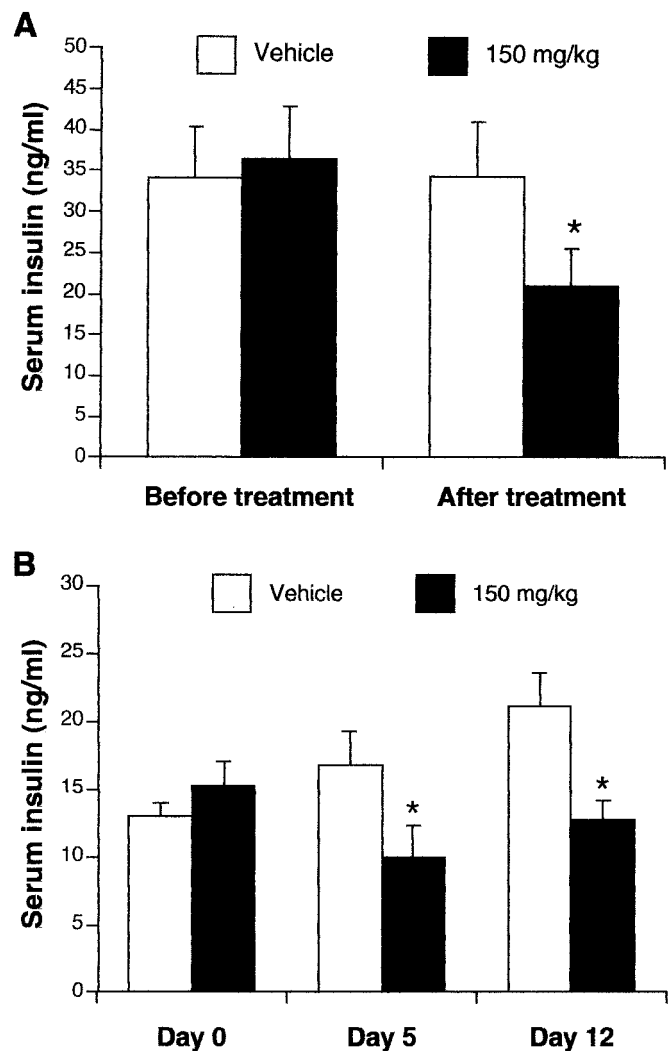 A
Vehicle
150 mg/kg
Serum insulin (ng/ml)
50
45
40
35
30
25
20
15
10
5
0
*
Before treatment
After treatment
B
Vehicle
150 mg/kg
Serum insulin (ng/ml)
30
25
20
15
10
5
0
*
*
Day 0
Day 5
Day 12